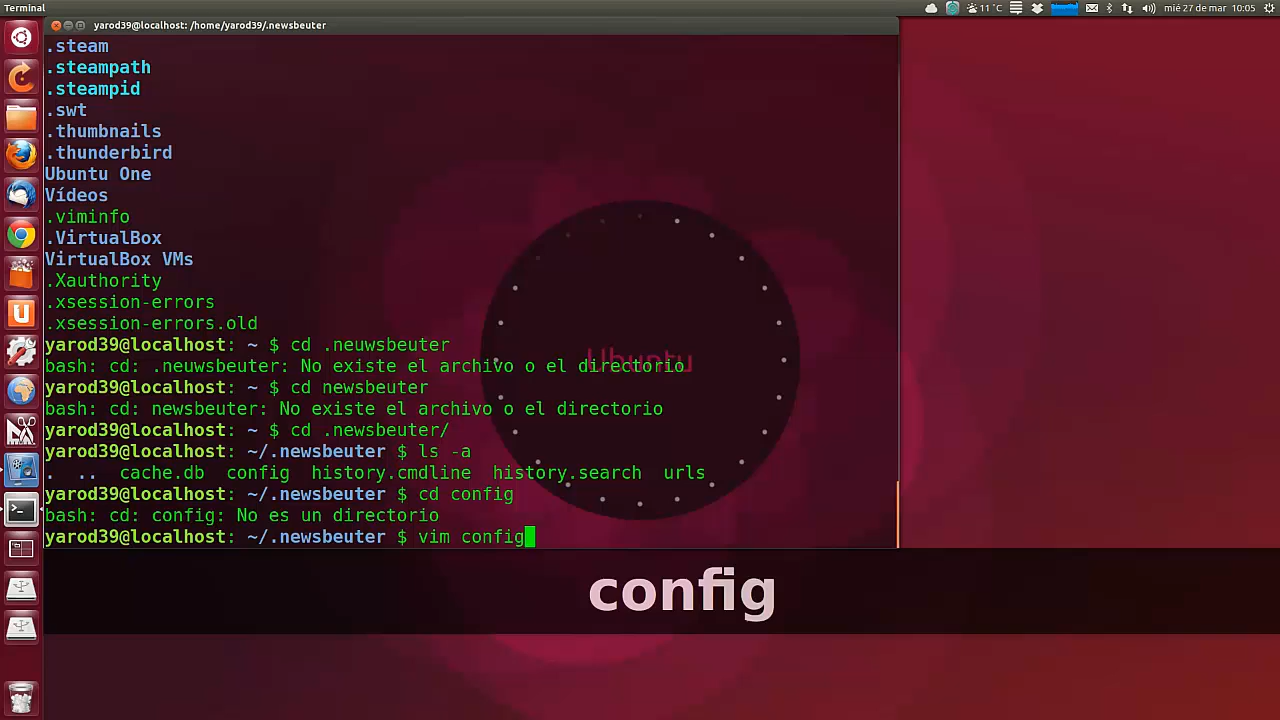 Terminal
11 °C
mié 27 de mar 10:05
yarod39@localhost: /home/yarod39/.newsbeuter
.steam
.steampath
.steampid
.swt
.thumbnails
.thunderbird
Ubuntu One
Vídeos
.viminfo
.VirtualBox
VirtualBox VMs
.Xauthority
.xsession-errors
.xsession-errors.old
yarod39@localhost: ~ $ cd .neuwsbeuter
bash: cd: .neuwsbeuter: No existe el archivo o el directorio
yarod39@localhost: ~ $ cd newsbeuter
bash: cd: newsbeuter: No existe el archivo o el directorio
yarod39@localhost: ~ $ cd .newsbeuter/
yarod39@localhost: ~/.newsbeuter $ ls -a
. .. cache.db config history.cmdline history.search urls
yarod39@localhost: ~/.newsbeuter $ cd config
bash: cd: config: No es un directorio
yarod39@localhost: ~/.newsbeuter $ vim config
Ubuntu
config